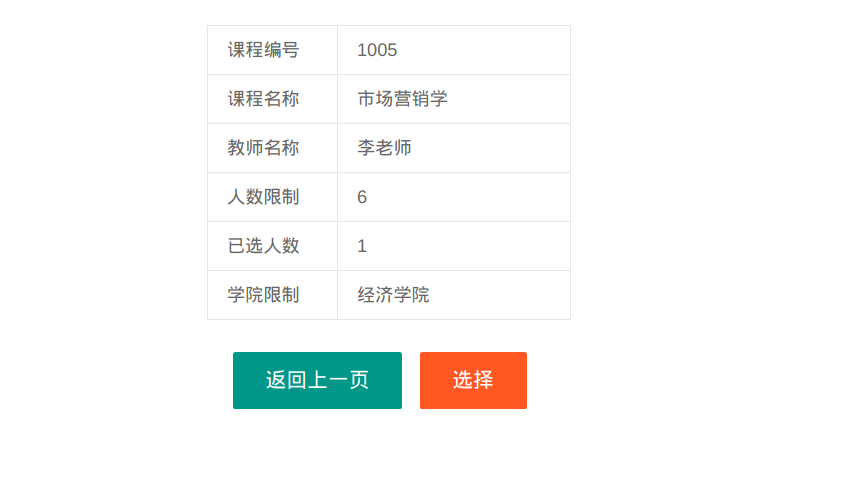 课程编号 1005
课程名称 市场营销学
教师名称 李老师
人数限制 6
已选人数 1
学院限制 经济学院
返回上一页 选择